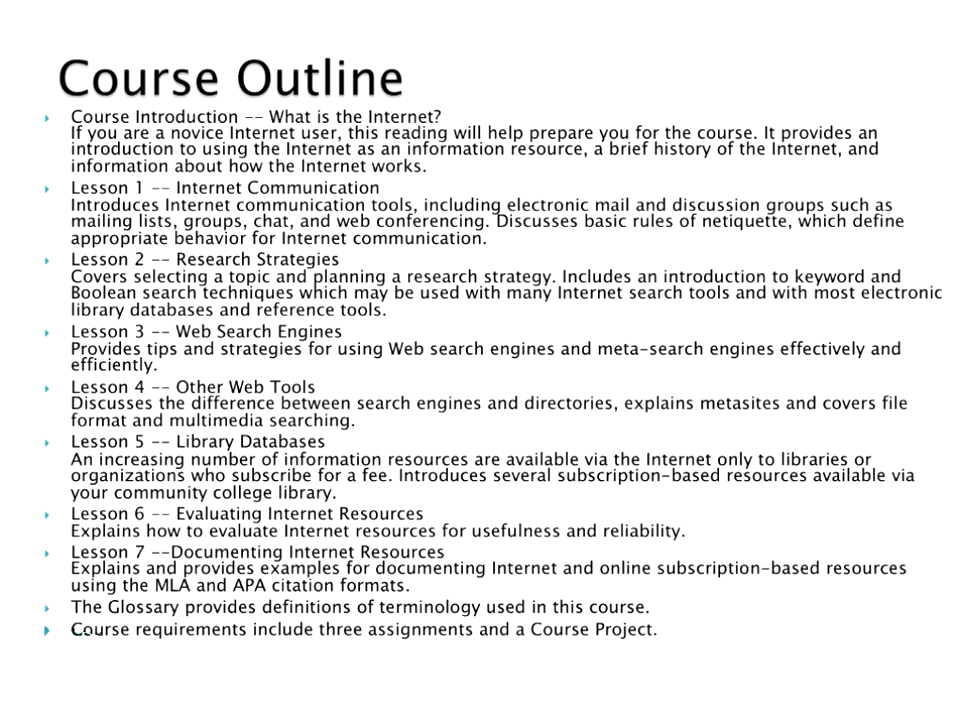 Course Outline
Course Introduction -- What is the Internet?
If you are a novice Internet user, this reading will help prepare you for the course. It provides an
introduction to using the Internet as an information resource, a brief history of the Internet, and
information about how the Internet works.
Lesson 1 -- Internet Communication
Introduces Internet communication tools, including electronic mail and discussion groups such as
mailing lists, groups, chat, and web conferencing. Discusses basic rules of netiquette, which define
appropriate behavior for Internet communication.
Lesson 2 -- Research Strategies
Covers selecting a topic and planning a research strategy. Includes an introduction to keyword and
Boolean search techniques which may be used with many Internet search tools and with most electronic
library databases and reference tools.
Lesson 3 -- Web Search Engines
Provides tips and strategies for using Web search engines and meta-search engines effectively and
efficiently.
Lesson 4 -- Other Web Tools
Discusses the difference between search engines and directories, explains metasites and covers file
format and multimedia searching.
Lesson 5 -- Library Databases
An increasing number of information resources are available via the Internet only to libraries or
organizations who subscribe for a fee. Introduces several subscription-based resources available via
your community college library.
Lesson 6 -- Evaluating Internet Resources
Explains how to evaluate Internet resources for usefulness and reliability.
Lesson 7 --Documenting Internet Resources
Explains and provides examples for documenting Internet and online subscription-based resources
using the MLA and APA citation formats.
The Glossary provides definitions of terminology used in this course.
Course requirements include three assignments and a Course Project.